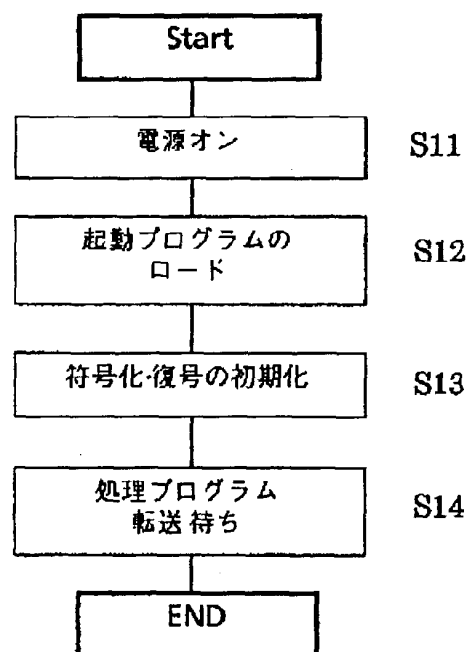 Start
電源オン
S11
起動プログラムの
ロード
S12
符号化·復号の初期化
S13
処理プログラム
転送待ち
S14
END